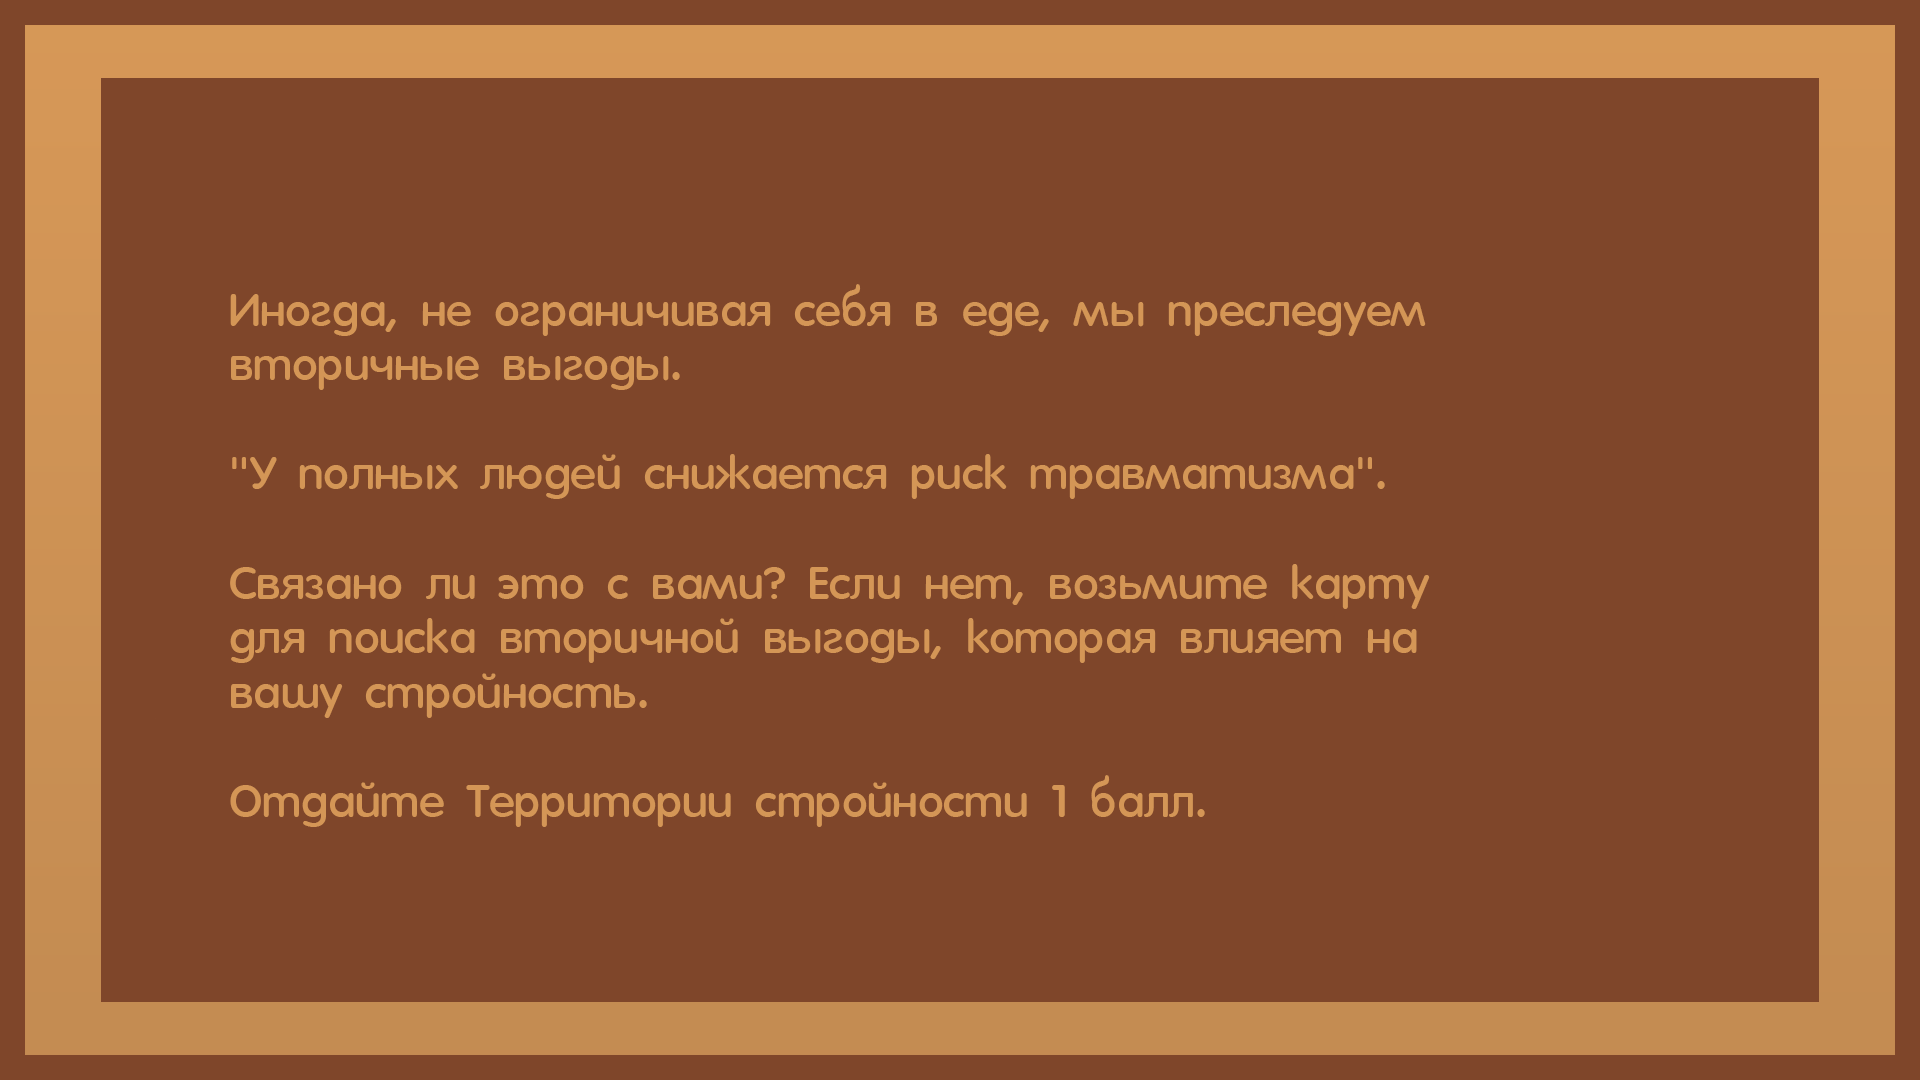 Иногда, не ограничивая себя в еде, мы преследуем
вторичные выгоды.
"У полных людей снижается риск травматизма".
Связано ли это с вами? Если нет, возьмите карту
для поиска вторичной выгоды, которая влияет на
вашу стройность.
Отдайте Территории стройности 1 балл.